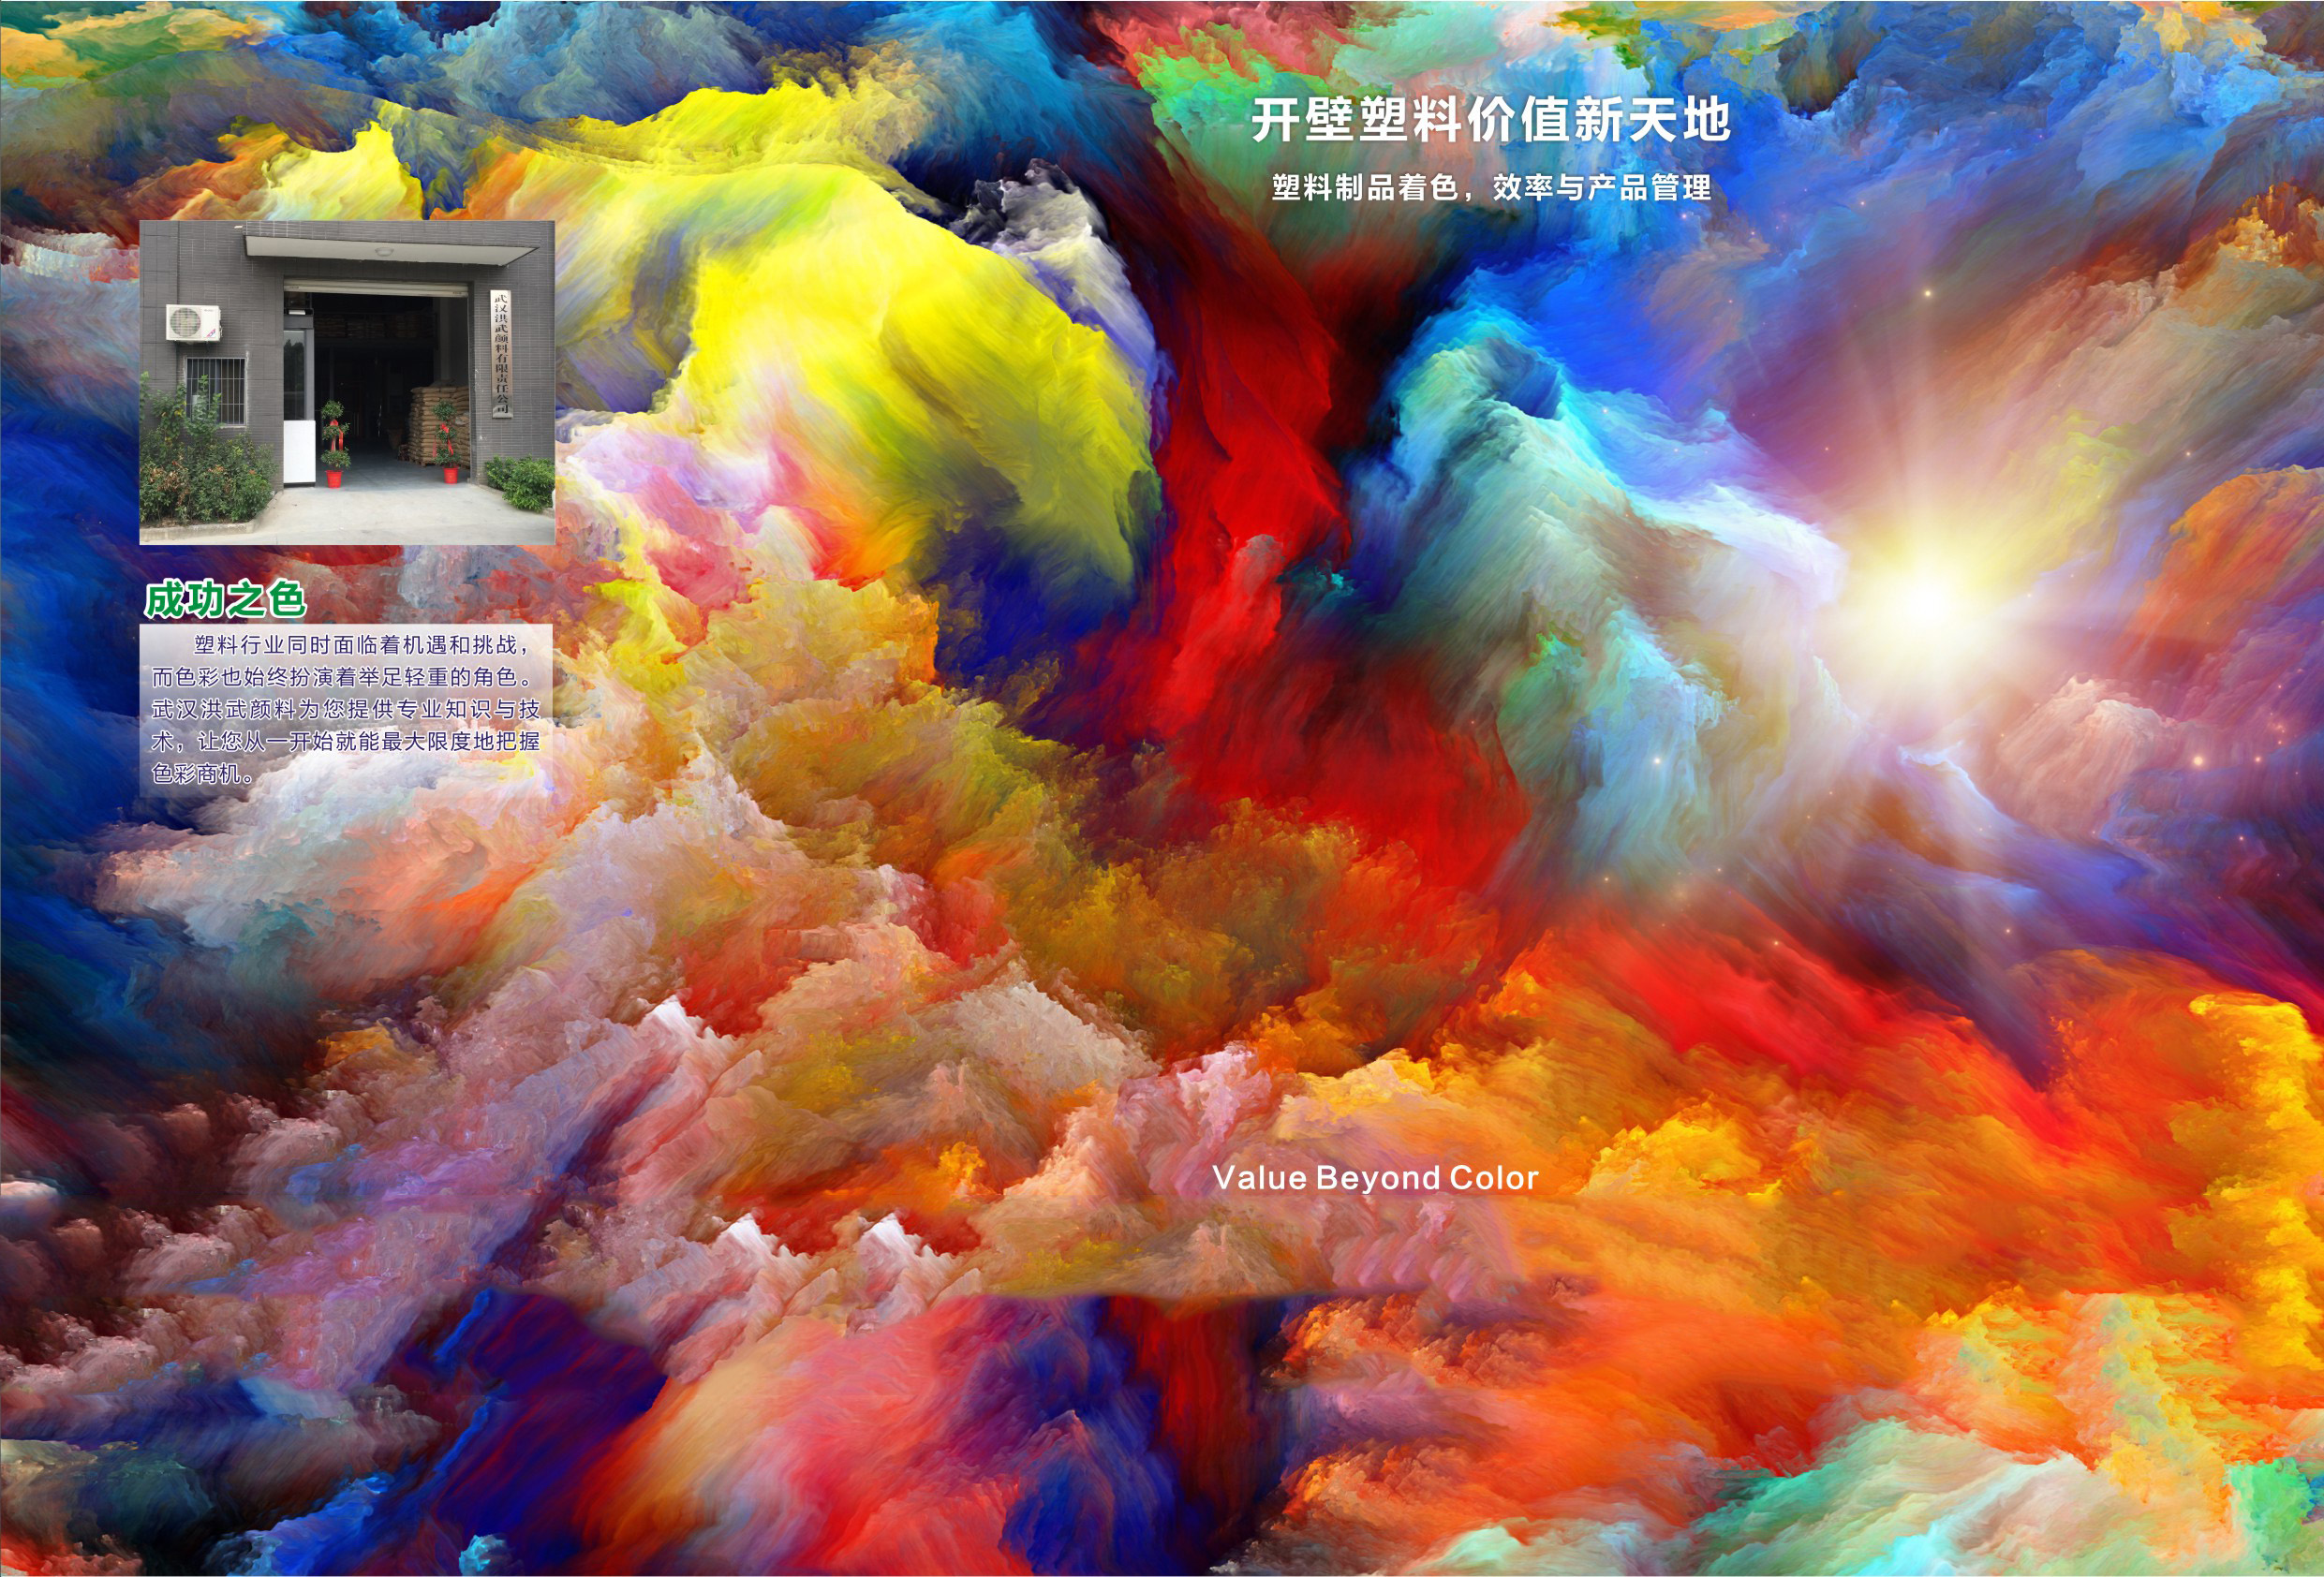 开壁塑料价值新天地
塑料制品着色，效率与产品管理
武汉洪武颜料有限责任公司
成功之色
塑料行业同时面临着机遇和挑战，
而色彩也始终扮演着举足轻重的角色。
武汉洪武颜料为您提供专业知识与技
术，让您从一开始就能最大限度地把握
色彩商机。
Value Beyond Color